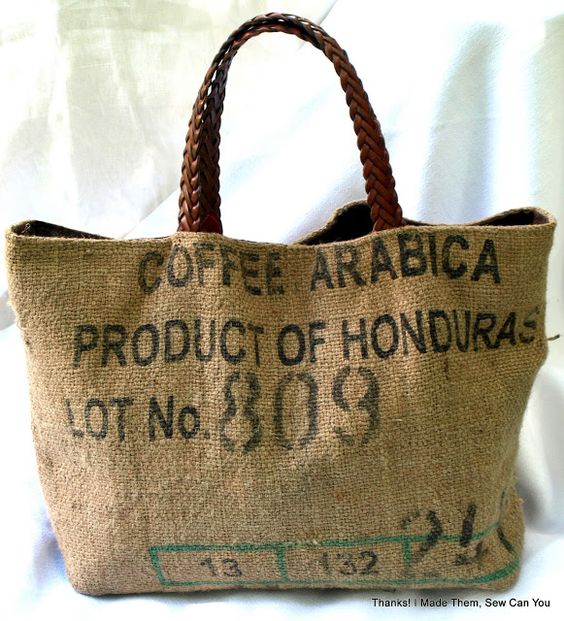 COFFEE ARABICA
PRODUCT OF HONDURAS
LOT No. 809
13 132
Thanks! I Made Them, Sew Can You